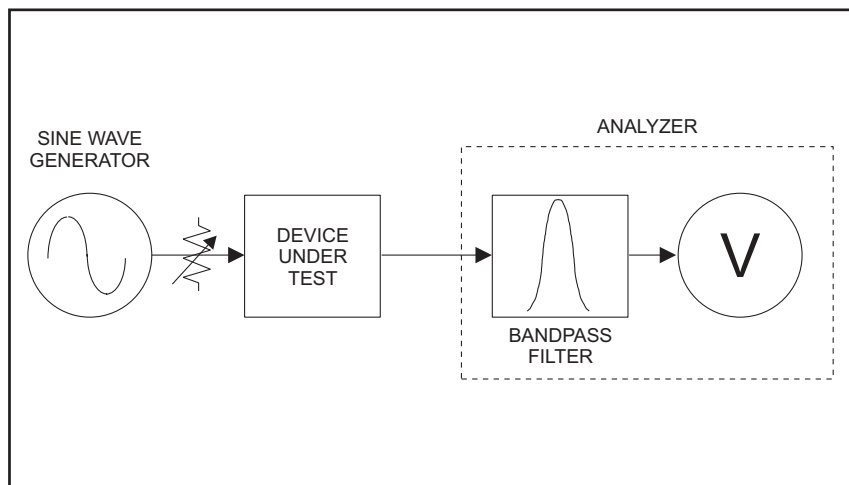 SINE WAVE
GENERATOR
DEVICE
UNDER
TEST
ANALYZER
BANDPASS
FILTER
V